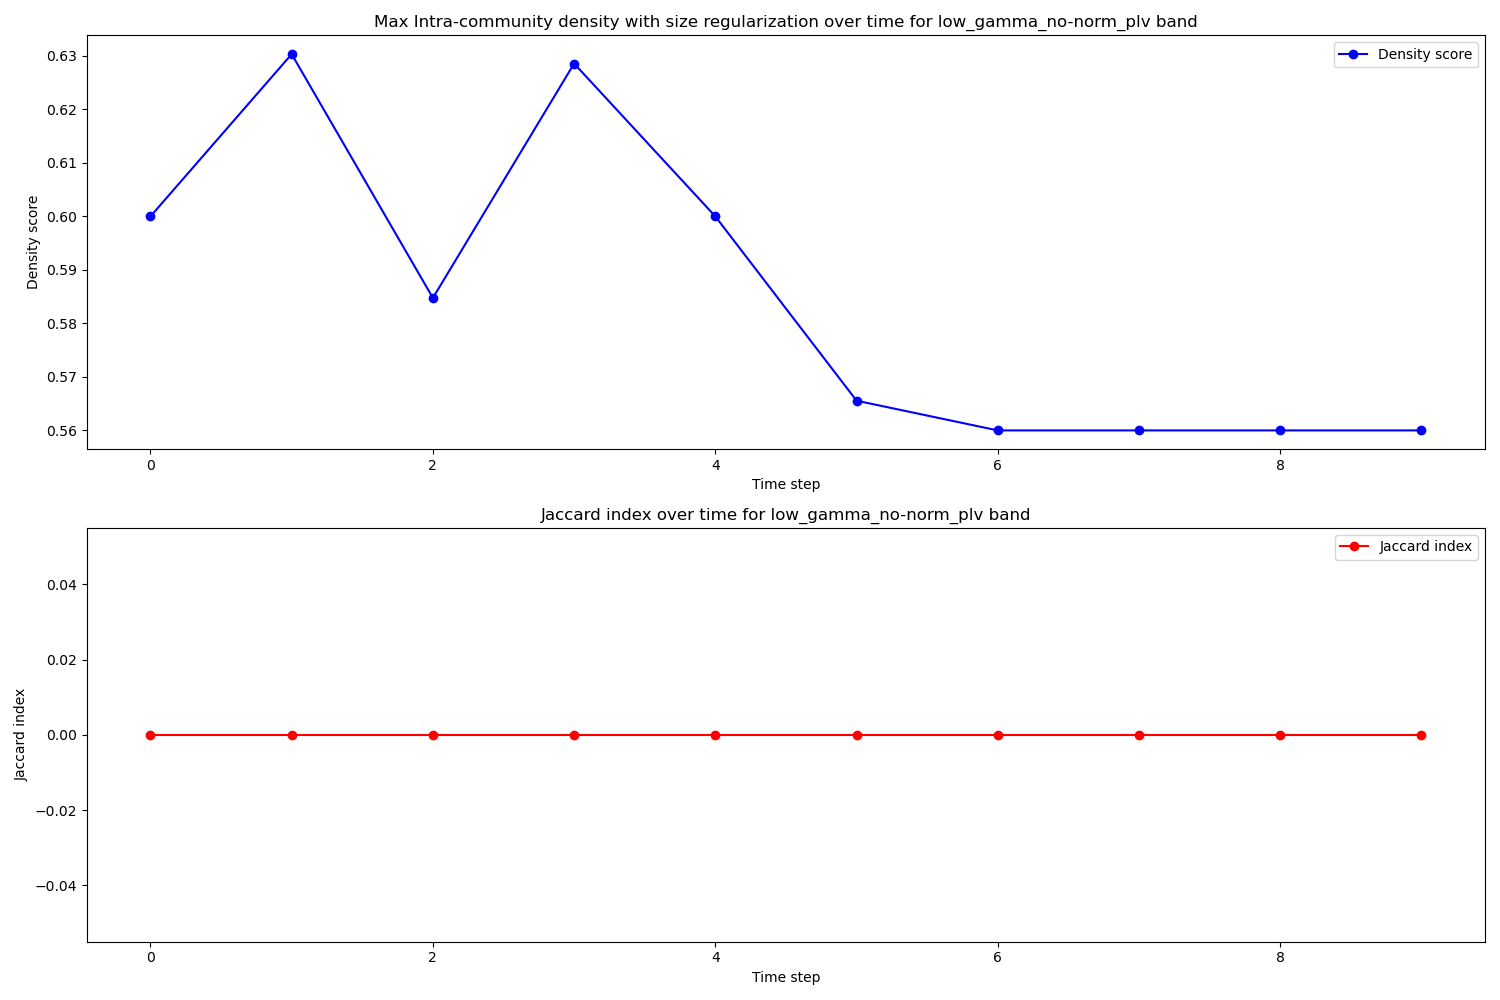 Max Intra-community density with size regularization over time for low_gamma_no-norm_plv band
Density score
0.63
0.62
0.61
0.60
0.59
0.58
0.57
0.56
Density score
0 2 4 6 8
Time step
Jaccard index over time for low_gamma_no-norm_plv band
Jaccard index
0.04
0.02
0.00
−0.02
−0.04
Jaccard index
0 2 4 6 8
Time step